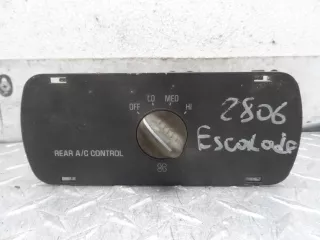 LO MED
OFF HI
2806
REAR A/C CONTROL
Escalade